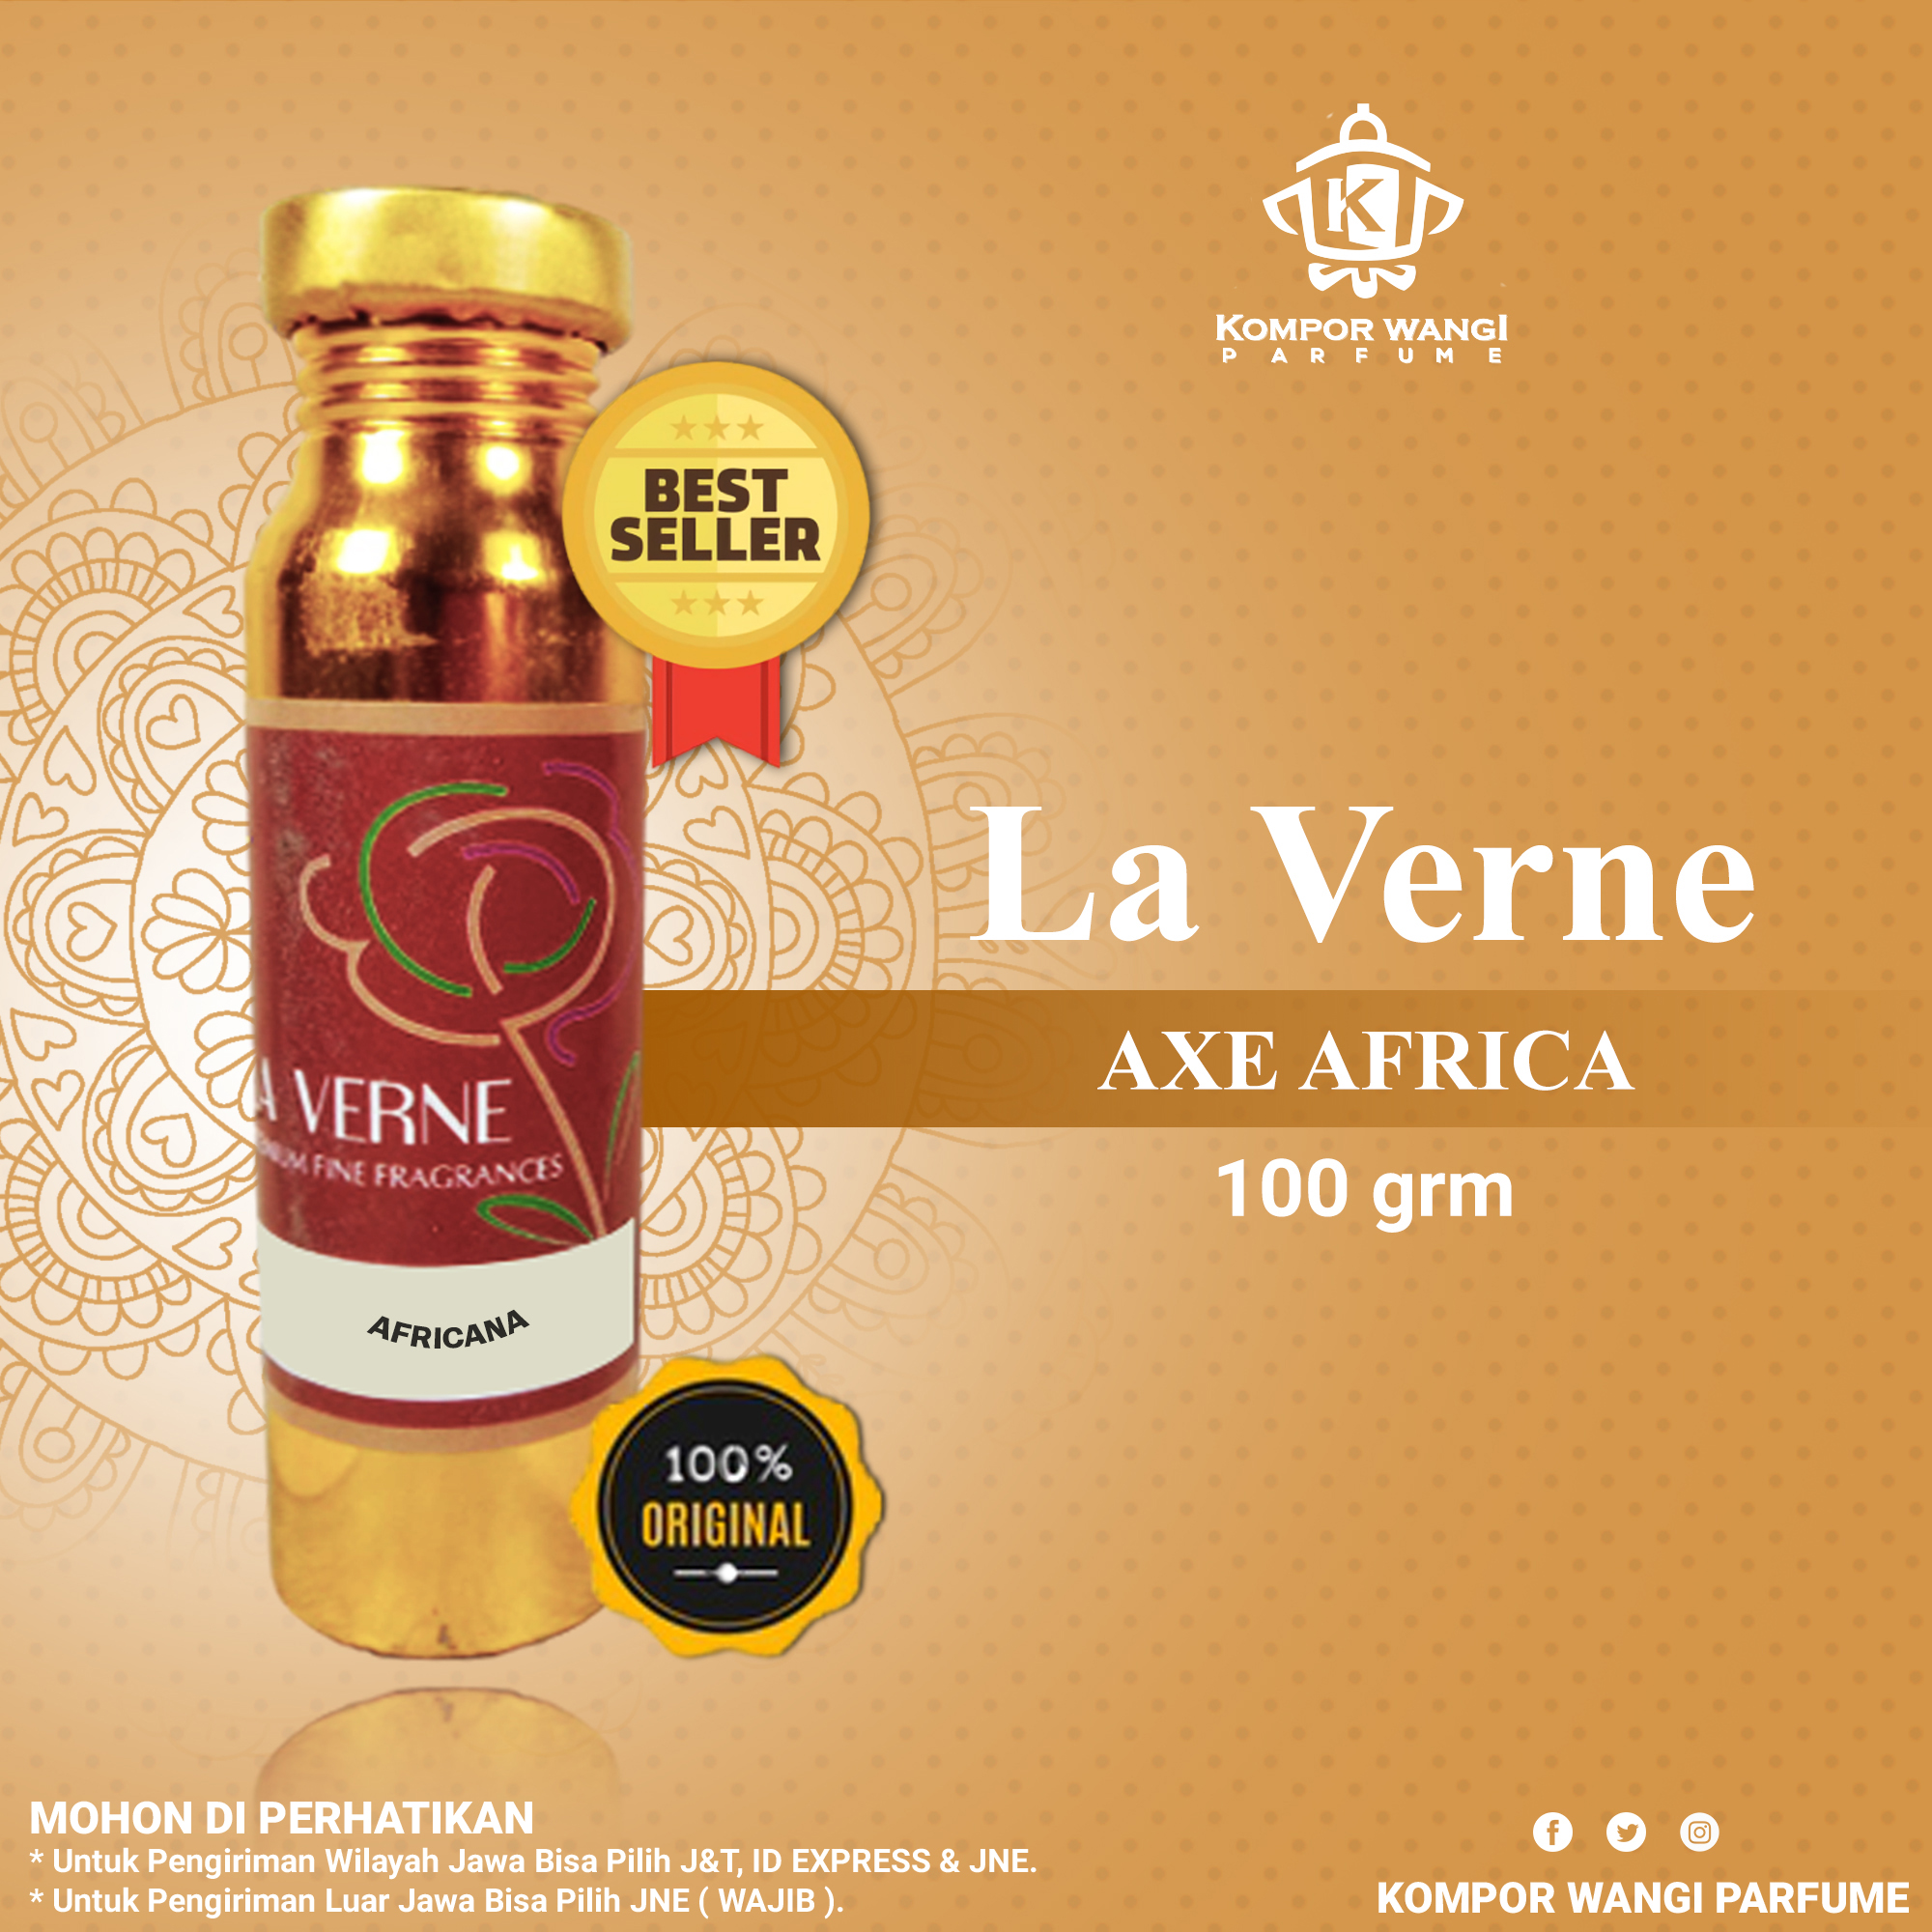 K
KOMPOR WANGI
PARFUME
BEST
SELLER
La Verne
AXE AFRICA
100 grm
A VERNE
FINE FRAGRANCES
AFRICANA
100%
ORIGINAL
MOHON DI PERHATIKAN
* Untuk Pengiriman Wilayah Jawa Bisa Pilih J&T, ID EXPRESS & JNE.
* Untuk Pengiriman Luar Jawa Bisa Pilih JNE ( WAJIB ).
KOMPOR WANGI PARFUME